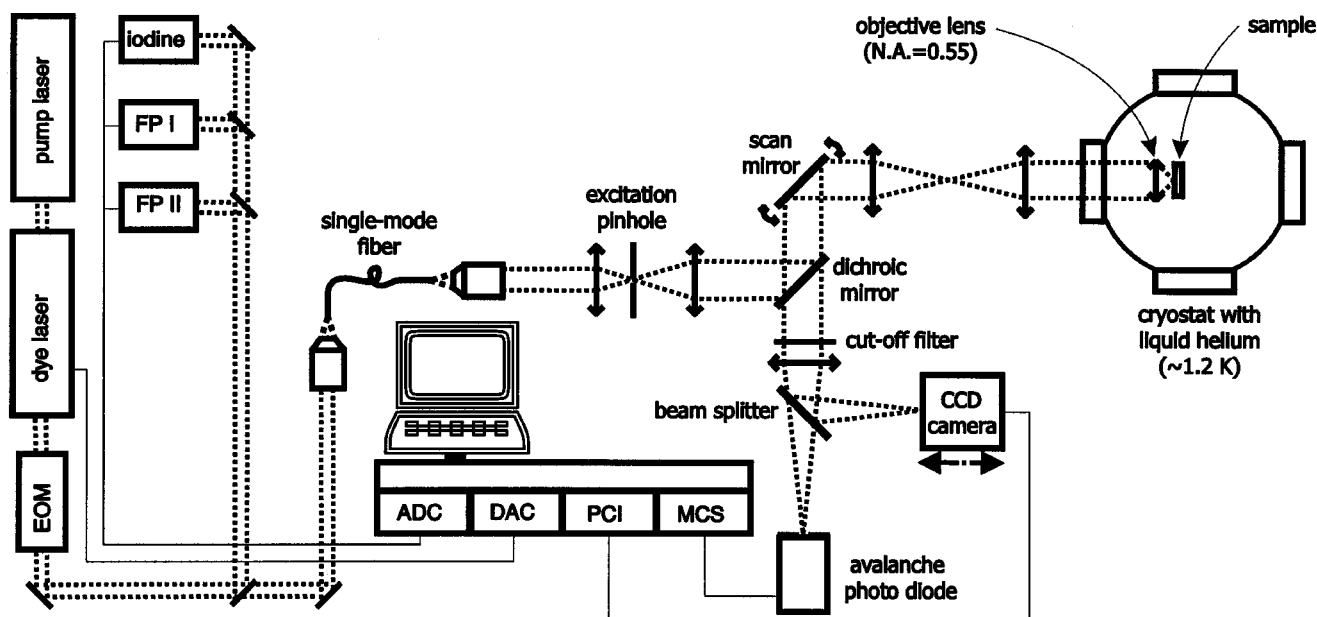 pump laser
dye laser
EOM
iodine
FP I
FP II
single-mode
fiber
excitation
pinhole
scan
mirror
dichroic
mirror
cut-off filter
beam splitter
CCD
camera
avalanche
photo diode
objective lens
(N.A.=0.55)
sample
cryostat with
liquid helium
(~1.2 K)
ADC
DAC
PCI
MCS